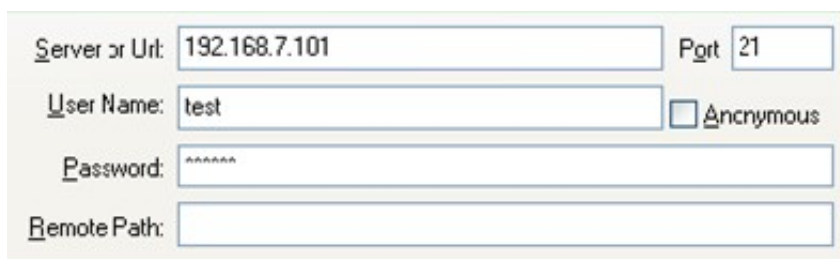 Server or Url: 192.168.7.101 Port 21
User Name: test Anonymous
Password: ******
Remote Path: